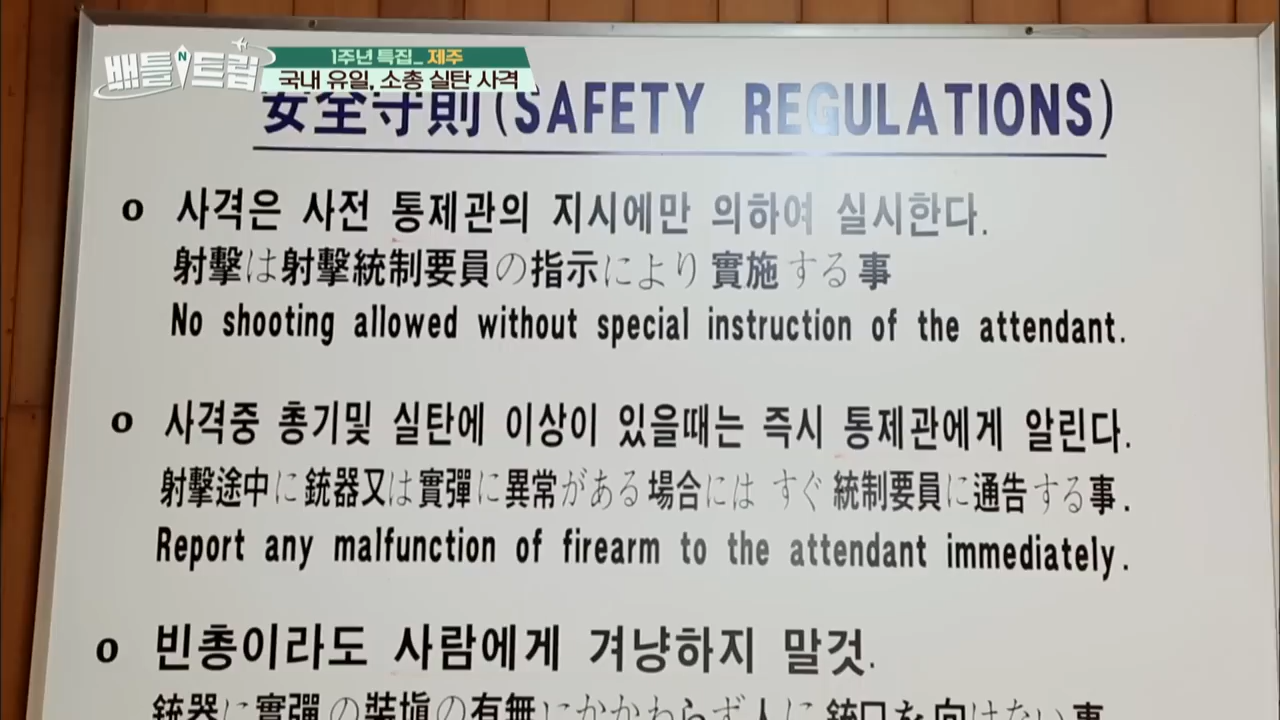 배틀트립
1주년 특집_ 제주
국내 유일, 소총 실탄 사격
安全守則(SAFETY REGULATIONS)
o 사격은 사전 통제관의 지시에만 의하여 실시한다.
射擊は射擊統制要員の指示により實施する事
No shooting allowed without special instruction of the attendant.
o 사격중 총기및 실탄에 이상이 있을때는 즉시 통제관에게 알린다.
射擊途中に銃器又は實彈に異常がある場合には すぐ統制要員に通告する事.
Report any malfunction of firearm to the attendant immediately.
o 빈총이라도 사람에게 겨냥하지 말것.
銃器に實彈の裝塡の有無にかかわらず人に銃口を向けない事